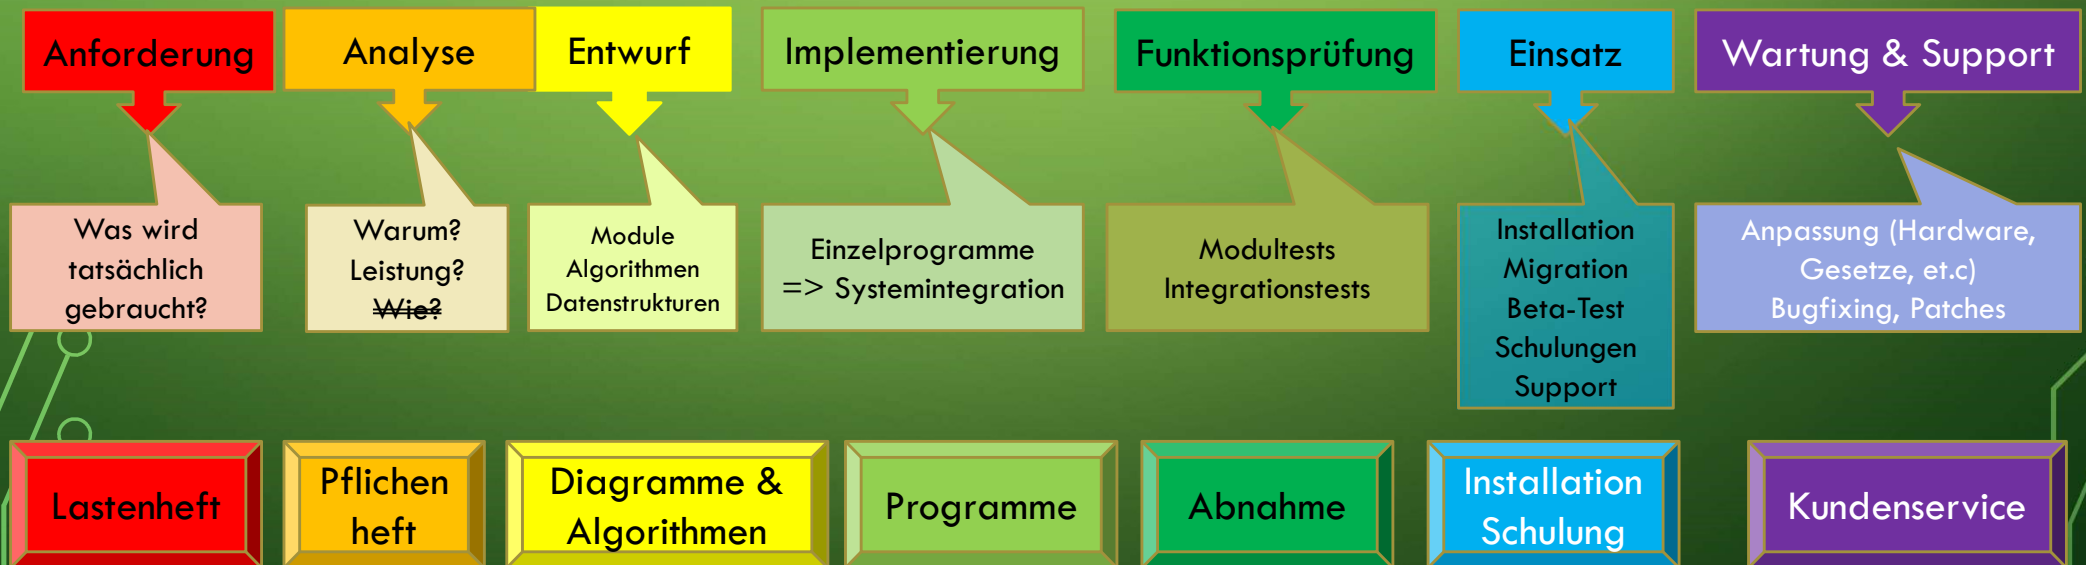 Anforderung
Analyse
Entwurf
Implementierung
Funktionsprüfung
Einsatz
Wartung & Support
Was wird
tatsächlich
gebraucht?
Warum?
Leistung?
Wie?
Module
Algorithmen
Datenstrukturen
Einzelprogramme
=> Systemintegration
Modultests
Integrationstests
Installation
Migration
Beta-Test
Schulungen
Support
Anpassung (Hardware,
Gesetze, et.c)
Bugfixing, Patches
Lastenheft
Pflichen
heft
Diagramme &
Algorithmen
Programme
Abnahme
Installation
Schulung
Kundenservice